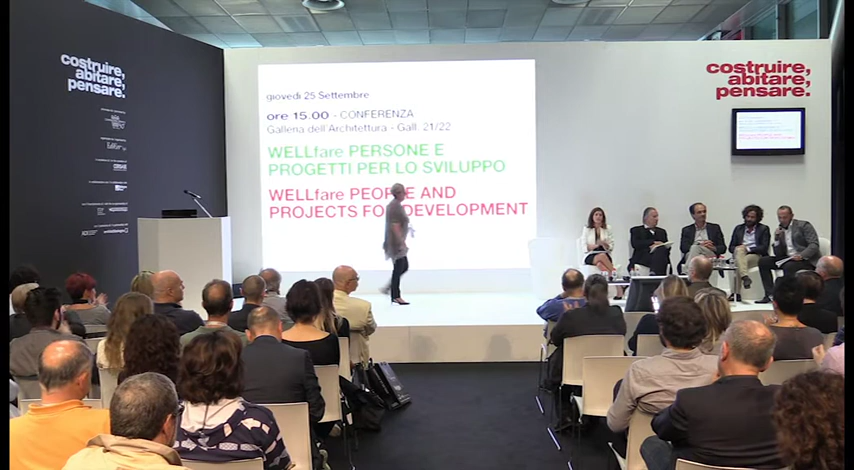 costruire,
abitare,
pensare.
giovedì 25 Settembre
ore 15.00 - CONFERENZA
Galleria dell'Architettura - Gall. 21/22
WELLfare PERSONE E
PROGETTI PER LO SVILUPPO
WELLfare PEOPLE AND
PROJECTS FOR DEVELOPMENT
costruire,
abitare,
pensare.